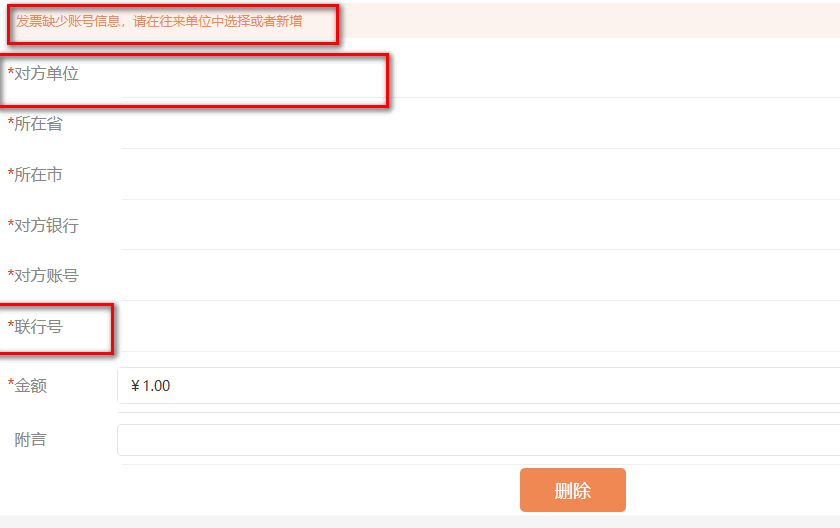 发票缺少账号信息，请在往来单位中选择或者新增
*对方单位
*所在省
*所在市
*对方银行
*对方账号
*联行号
*金额 ¥ 1.00
附言
删除